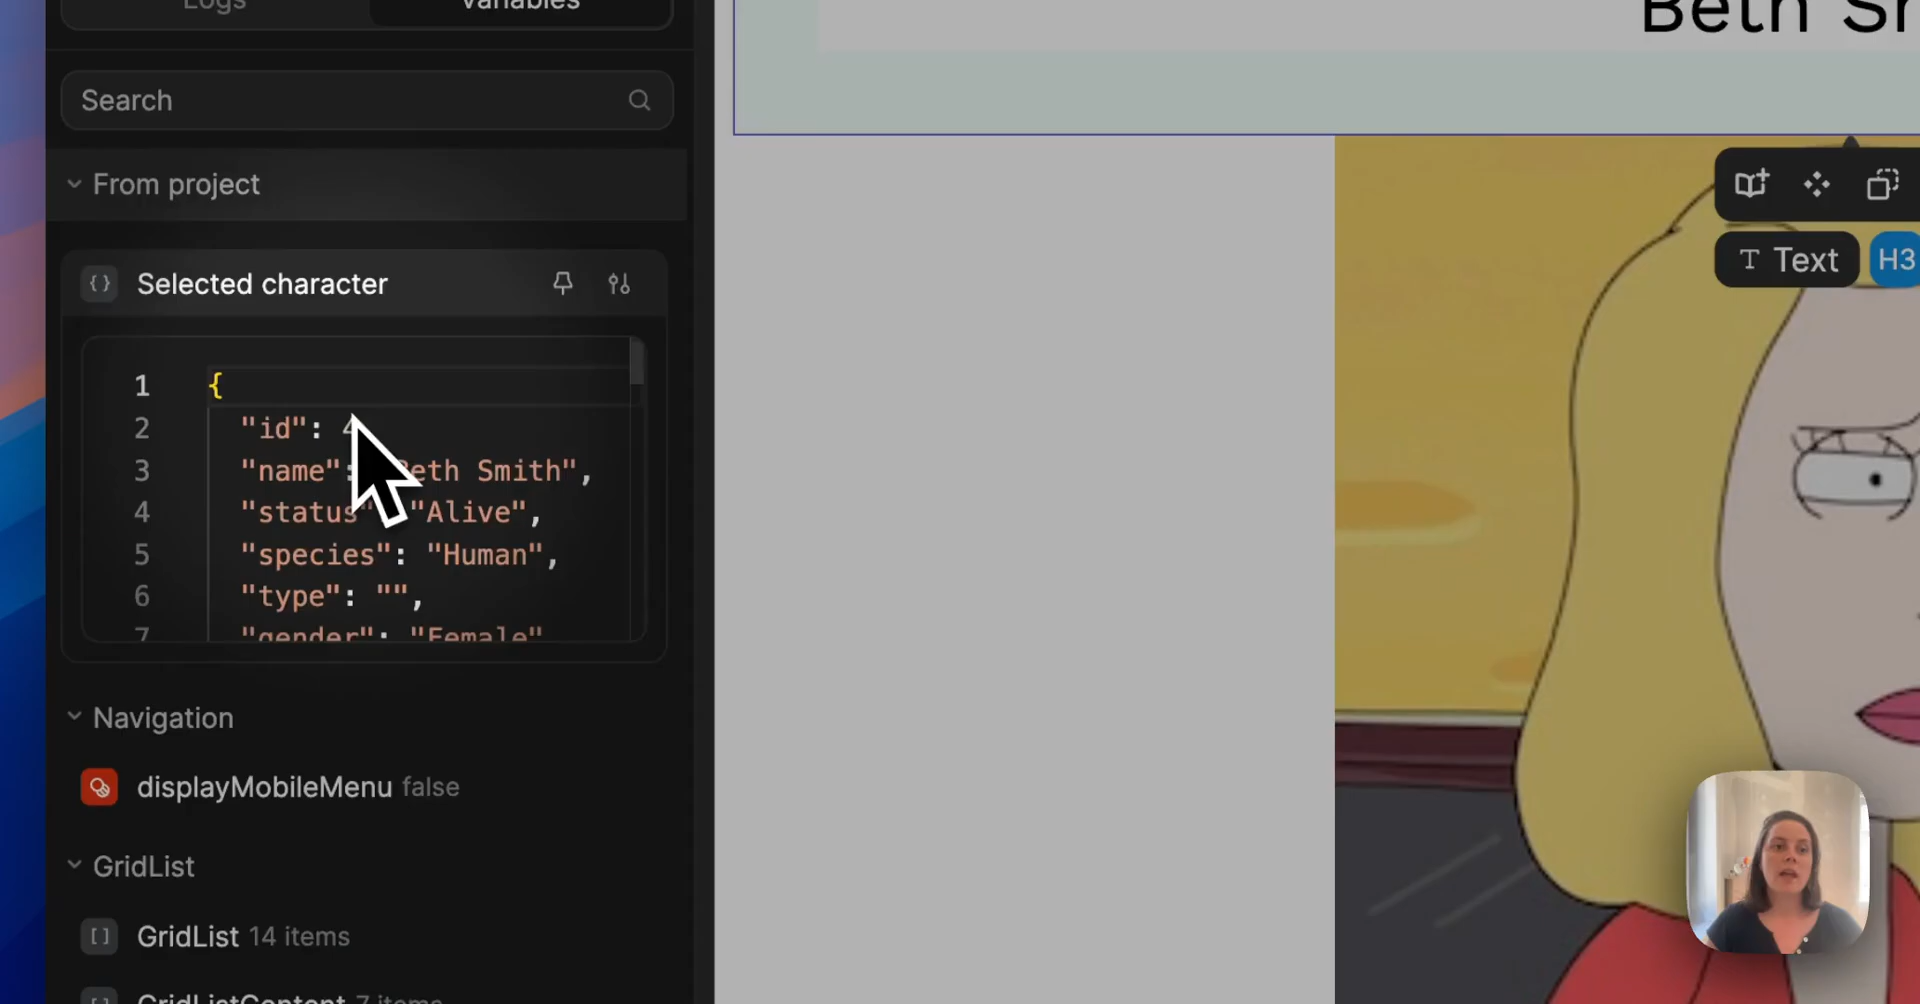 Logs
Variables
Search
From project
Selected character
1 {
2 "id": 4
3 "name": "Beth Smith",
4 "status": "Alive",
5 "species": "Human",
6 "type": "",
7 "gender": "Female"
Navigation
displayMobileMenu false
GridList
GridList 14 items
GridListContent 7 items
Beth Sm
Text
H3